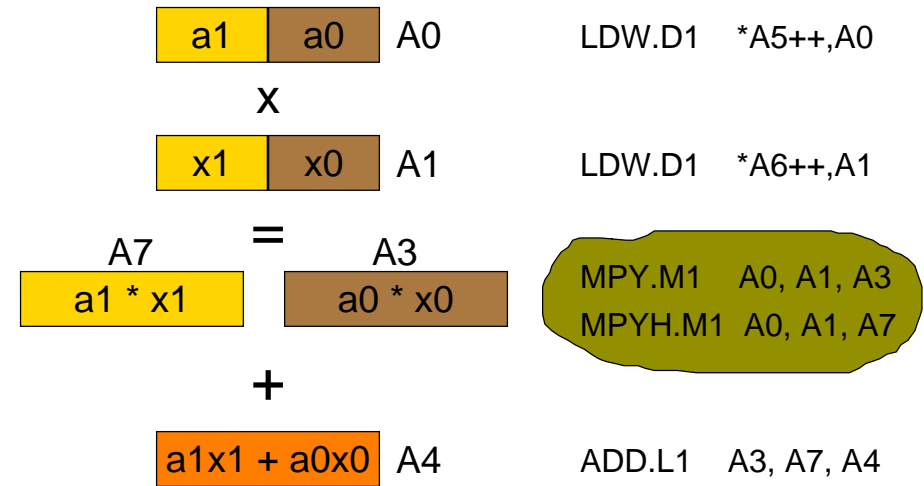 a1 a0 A0 LDW.D1 *A5++,A0
x
x1 x0 A1 LDW.D1 *A6++,A1
=
A7 A3
a1 * x1 a0 * x0
MPY.M1 A0, A1, A3
MPYH.M1 A0, A1, A7
+
a1x1 + a0x0 A4 ADD.L1 A3, A7, A4